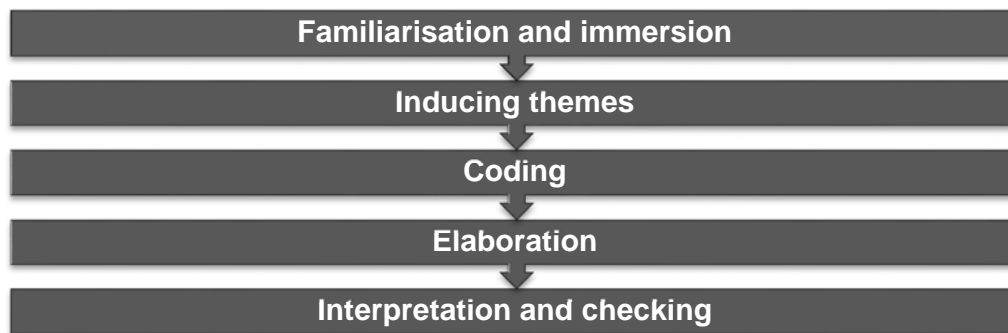 Familiarisation and immersion
Inducing themes
Coding
Elaboration
Interpretation and checking